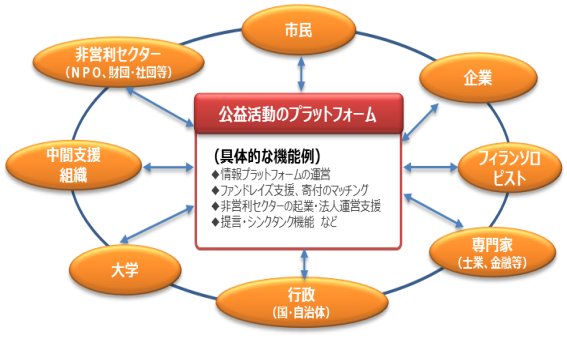 市民
非営利セクター
（ＮＰＯ、財団・社団等）
企業
公益活動のプラットフォーム
（具体的な機能例）
◆情報プラットフォームの運営
◆ファンドレイズ支援、寄付のマッチング
◆非営利セクターの起業・法人運営支援
◆提言・シンクタンク機能 など
中間支援
組織
フィランソロ
ピスト
専門家
（士業、金融等）
大学
行政
（国・自治体）